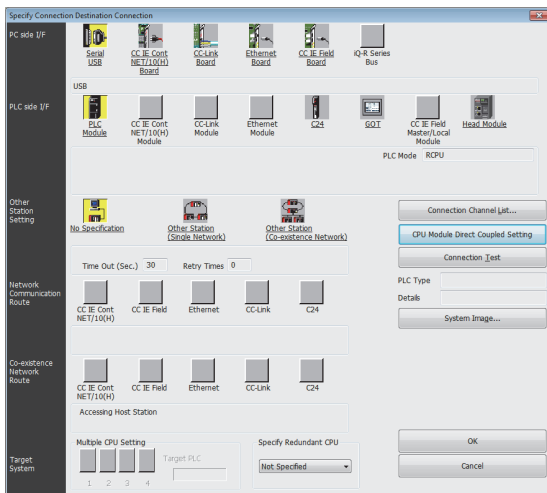 Specify Connection Destination Connection
PC side I/F
Serial USB
CC IE Cont NET/10(H) Board
CC-Link Board
Ethernet Board
CC IE Field Board
iQ-R Series Bus
USB
PLC side I/F
PLC Module
CC IE Cont NET/10(H) Module
CC-Link Module
Ethernet Module
C24
GOT
CC IE Field Master/Local Module
Head Module
PLC Mode RCPU
Other Station Setting
No Specification
Other Station (Single Network)
Other Station (Co-existence Network)
Time Out (Sec.) 30 Retry Times 0
Connection Channel List...
CPU Module Direct Coupled Setting
Connection Test
PLC Type
Details
System Image...
Network Communication Route
CC IE Cont NET/10(H)
CC IE Field
Ethernet
CC-Link
C24
Co-existence Network Route
CC IE Cont NET/10(H)
CC IE Field
Ethernet
CC-Link
C24
Accessing Host Station
Target System
Multiple CPU Setting
1 2 3 4
Target PLC
Specify Redundant CPU
Not Specified
OK
Cancel